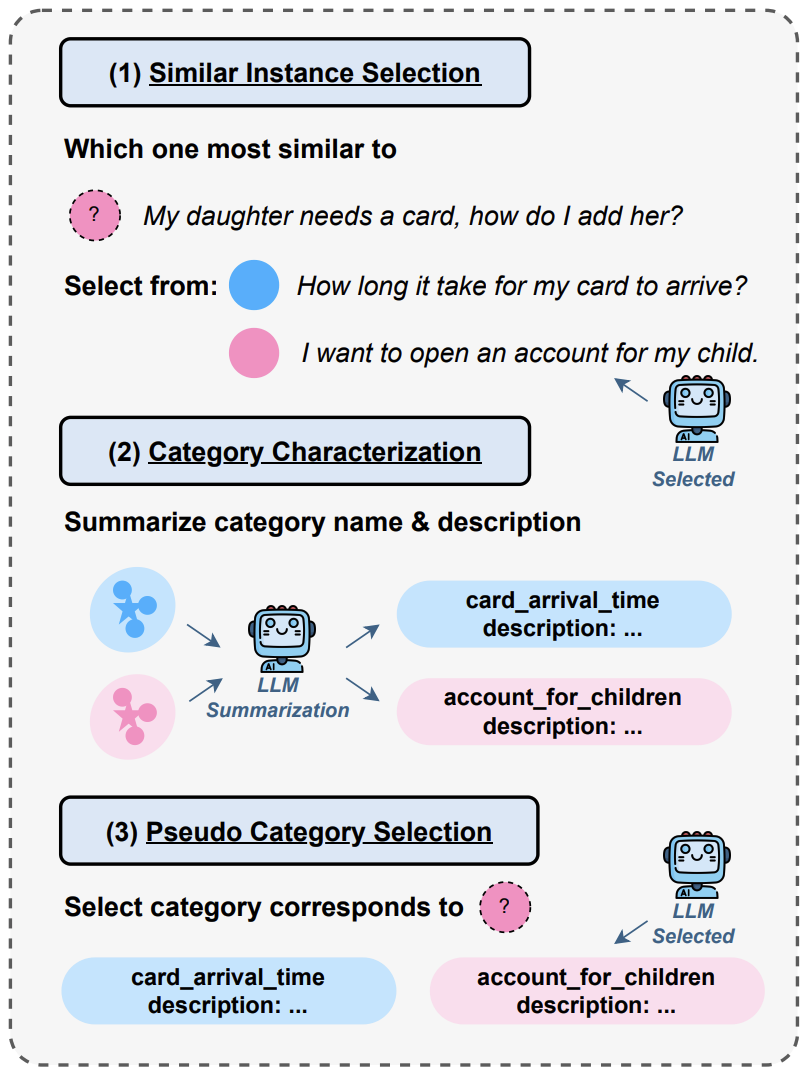 (1) Similar Instance Selection
Which one most similar to
? My daughter needs a card, how do I add her?
Select from: How long it take for my card to arrive?
I want to open an account for my child.
AI
LLM
Selected
(2) Category Characterization
Summarize category name & description
AI
LLM
Summarization
card_arrival_time
description: ...
account_for_children
description: ...
(3) Pseudo Category Selection
Select category corresponds to ?
AI
LLM
Selected
card_arrival_time
description: ...
account_for_children
description: ...